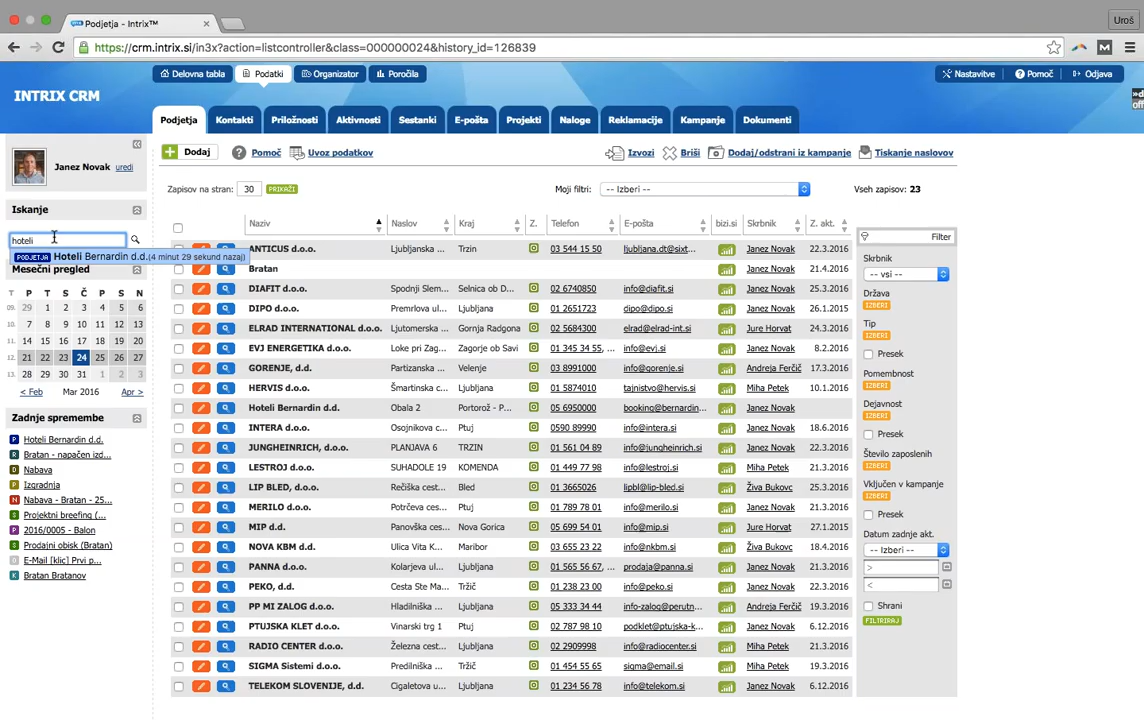 Podjetja - Intrix™
Uroš
https://crm.intrix.si/in3x?action=listcontroller&class=000000024&history_id=126839
Delovna tabla Podatki Organizator Poročila Nastavitve Pomoč Odjava
INTRIX CRM
Podjetja Kontakti Priložnosti Aktivnosti Sestanki E-pošta Projekti Naloge Reklamacije Kampanje Dokumenti
Dodaj Pomoč Uvoz podatkov Izvozi Briši Dodaj/odstrani iz kampanje Tiskanje naslovov
Janez Novak uredi
Zapisov na stran: 30 PRIKAŽI Moji filtri: -- Izberi -- Vseh zapisov: 23
Iskanje
hoteli
PODJETJA Hoteli Bernardin d.d.(4 minut 29 sekund nazaj)
Mesečni pregled
T P T S Č P S N
09. 29 1 2 3 4 5 6
10. 7 8 9 10 11 12 13
11. 14 15 16 17 18 19 20
12. 21 22 23 24 25 26 27
13. 28 29 30 31 1 2 3
< Feb Mar 2016 Apr >
Zadnje spremembe
P Hoteli Bernardin d.d.
R Bratan - napačen izd...
D Nabava
P Izgradnja
N Nabava - Bratan - 25...
S Projektni breefing (...
P 2016/0005 - Balon
S Prodajni obisk (Bratan)
E-Mail [klic] Prvi p...
K Bratan Bratanov
Naziv Naslov Kraj Z. Telefon E-pošta bizi.si Skrbnik Z. akt.
ANTICUS d.o.o. Ljubljanska ... Trzin 03 544 15 50 ljubljana.dt@sixt... Janez Novak 22.3.2016
Bratan Janez Novak 21.4.2016
DIAFIT d.o.o. Spodnji Slem... Selnica ob D... 02 6740850 info@diafit.si Janez Novak 25.3.2016
DIPO d.o.o. Ljubljana 01 2651723 dipo@dipo.si Janez Novak 26.1.2015
ELRAD INTERNATIONAL d.o.o. Ljutomerska ... Gornja Radgona 02 5684300 elrad@elrad-int.si Jure Horvat 24.3.2016
EVJ ENERGETIKA d.o.o. Loke pri Zag... Zagorje ob Savi 01 345 34 55, ... info@evj.si Janez Novak 8.2.2016
GORENJE, d.d. Partizanska ... Velenje 03 8991000 info@gorenje.si Andreja Ferčič 22.3.2016
HERVIS d.o.o. Šmartinska c... Ljubljana 01 5874010 tajnistvo@hervis.si Miha Petek 10.1.2016
Hoteli Bernardin d.d. Obala 2 Portorož - P... 05 6950000 booking@bernardin... Janez Novak
INTERA d.o.o. Osojnikova c... Ptuj 0590 89990 info@intera.si Janez Novak 18.6.2016
JUNGHEINRICH, d.o.o. PLANJAVA 6 TRZIN 01 561 04 89 info@jungheinrich.si Janez Novak 22.3.2016
LESTROJ d.o.o. SUHADOLE 19 KOMENDA 01 449 77 98 info@lestroj.si Miha Petek 21.3.2016
LIP BLED, d.o.o. Rečiška cest... Bled 01 3665026 lipbl@lip-bled.si Živa Bukovc 25.3.2016
MERILO d.o.o. Potrčeva ces... Ljubljana 01 789 78 01 info@merilo.si Janez Novak 21.3.2016
MIP d.d. Panovška ces... Nova Gorica 05 699 54 01 info@mip.si Jure Horvat 27.1.2015
NOVA KBM d.d. Ulica Vita K... Maribor 03 655 23 22 info@nkbm.si Živa Bukovc 18.4.2016
PANNA d.o.o. Kolarjeva ul... Ljubljana 01 565 56 67, ... prodaja@panna.si Janez Novak 21.3.2016
PEKO, d.d. Cesta Ste Ma... Tržič 01 238 23 00 info@peko.si Janez Novak 22.3.2016
PP MI ZALOG d.o.o. Hladilniška ... Ljubljana 05 333 34 44 info-zalog@perutn... Andreja Ferčič 19.3.2016
PTUJSKA KLET d.o.o. Vinarski trg 1 Ptuj 02 787 98 10 podklet@ptujska-k... Janez Novak 6.12.2016
RADIO CENTER d.o.o. Železna cest... Ljubljana 02 2909998 info@radiocenter.si Miha Petek 21.3.2016
SIGMA Sistemi d.o.o. Predilniška ... Tržič 01 454 55 65 sigma@email.si Miha Petek 19.3.2016
TELEKOM SLOVENIJE, d.d. Cigaletova u... Ljubljana 01 234 56 78 info@telekom.si Janez Novak 6.12.2016
Filter
Skrbnik
-- vsi --
Država
IZBERI
Tip
IZBERI
Presek
Pomembnost
IZBERI
Dejavnost
IZBERI
Presek
Število zaposlenih
IZBERI
Vključen v kampanje
IZBERI
Presek
Datum zadnje akt.
-- Izberi --
>
<
Shrani
FILTRIRAJ